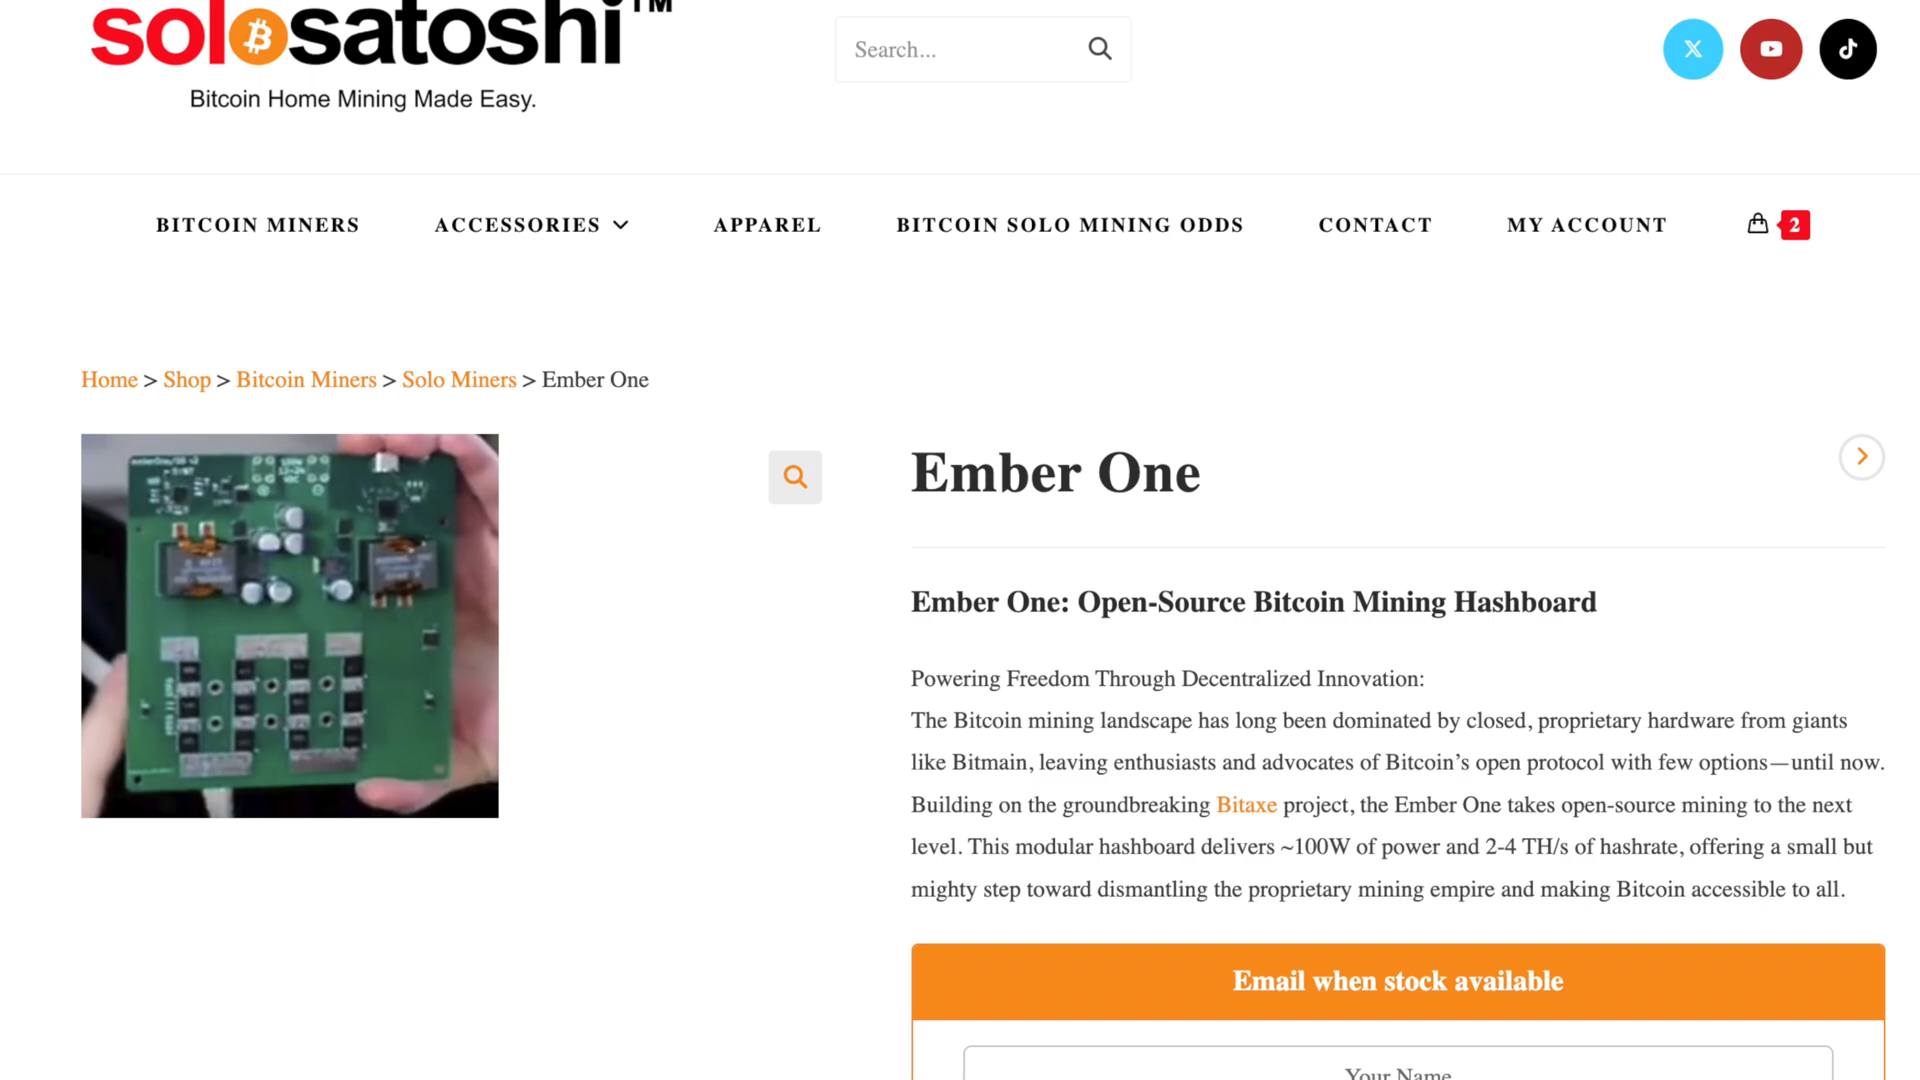 solosatoshi™
Bitcoin Home Mining Made Easy.
Search...
BITCOIN MINERS
ACCESSORIES
APPAREL
BITCOIN SOLO MINING ODDS
CONTACT
MY ACCOUNT
2
Home > Shop > Bitcoin Miners > Solo Miners > Ember One
Ember One
Ember One: Open-Source Bitcoin Mining Hashboard
Powering Freedom Through Decentralized Innovation:
The Bitcoin mining landscape has long been dominated by closed, proprietary hardware from giants
like Bitmain, leaving enthusiasts and advocates of Bitcoin’s open protocol with few options—until now.
Building on the groundbreaking Bitaxe project, the Ember One takes open-source mining to the next
level. This modular hashboard delivers ~100W of power and 2-4 TH/s of hashrate, offering a small but
mighty step toward dismantling the proprietary mining empire and making Bitcoin accessible to all.
Email when stock available
Your Name